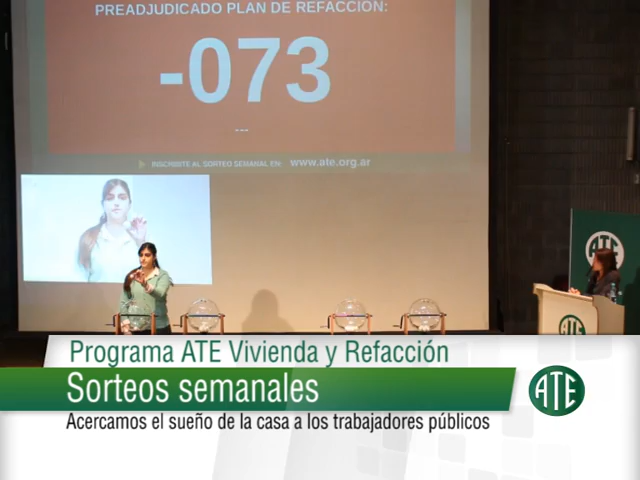 PREADJUDICADO PLAN DE REFACCIÓN:
-073
---
INSCRIBITE AL SORTEO SEMANAL EN: www.ate.org.ar
ATE
ATE
Programa ATE Vivienda y Refacción
Sorteos semanales
ATE
Acercamos el sueño de la casa a los trabajadores públicos